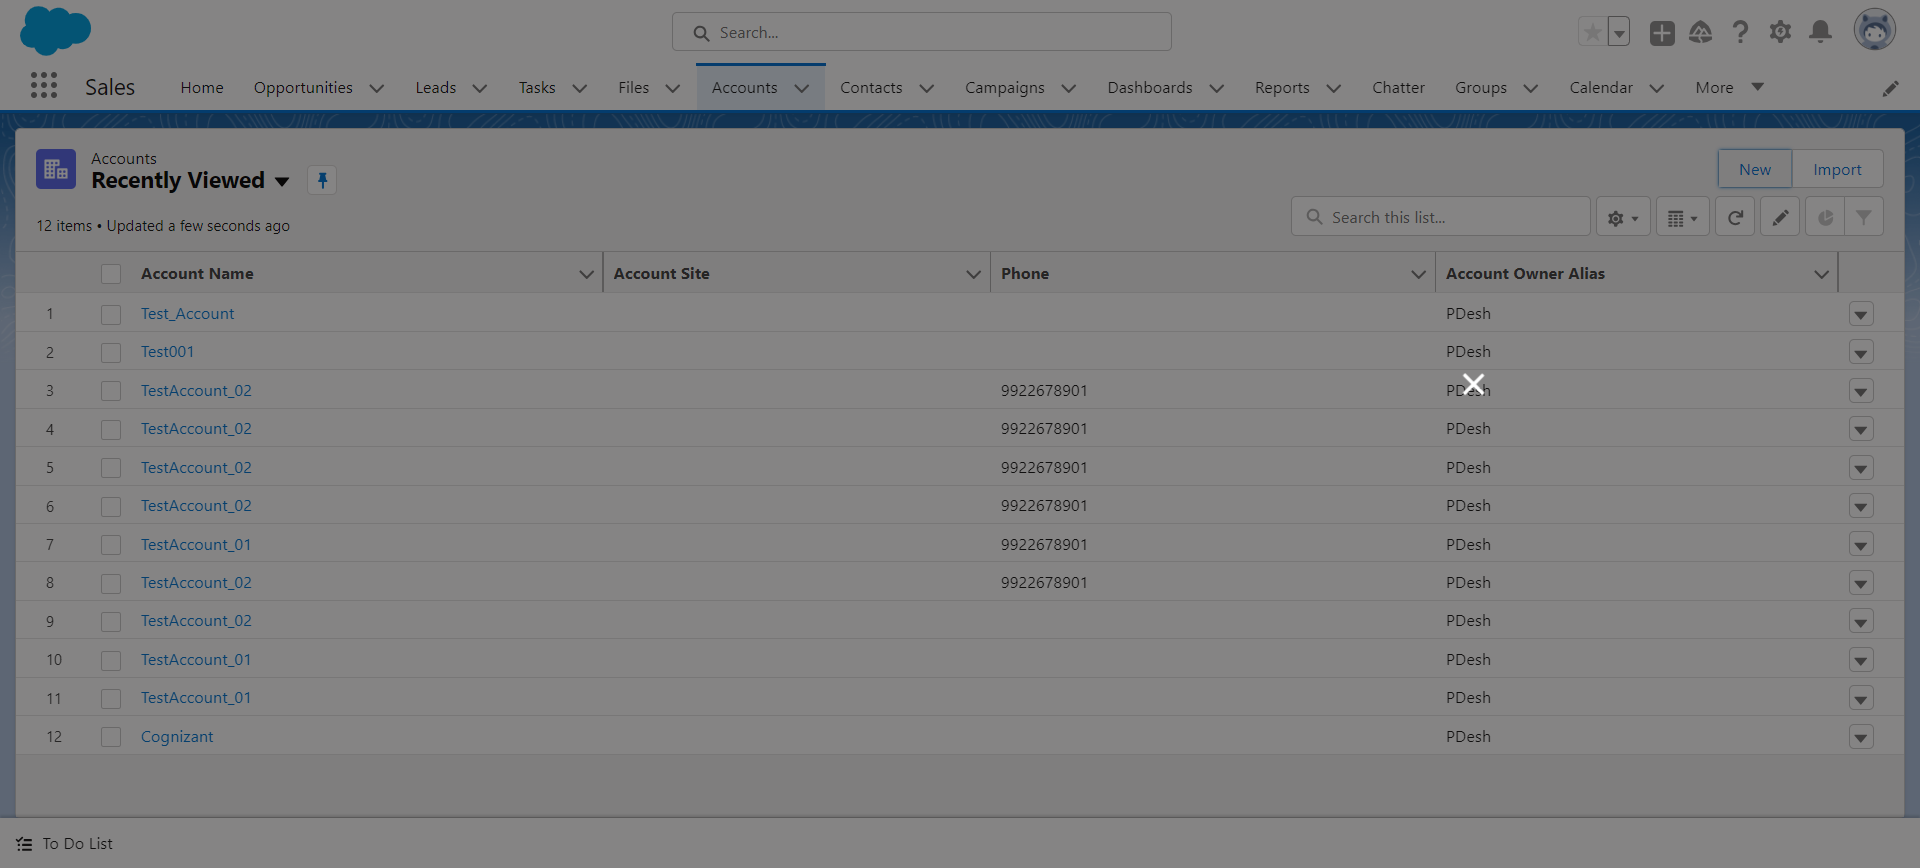 Search...
Sales Home Opportunities Leads Tasks Files Accounts Contacts Campaigns Dashboards Reports Chatter Groups Calendar More
Accounts
Recently Viewed
New Import
12 items • Updated a few seconds ago
Search this list...
Account Name Account Site Phone Account Owner Alias
1 Test_Account PDesh
2 Test001 PDesh
3 TestAccount_02 9922678901 PDesh
4 TestAccount_02 9922678901 PDesh
5 TestAccount_02 9922678901 PDesh
6 TestAccount_02 9922678901 PDesh
7 TestAccount_01 9922678901 PDesh
8 TestAccount_02 9922678901 PDesh
9 TestAccount_02 PDesh
10 TestAccount_01 PDesh
11 TestAccount_01 PDesh
12 Cognizant PDesh
To Do List